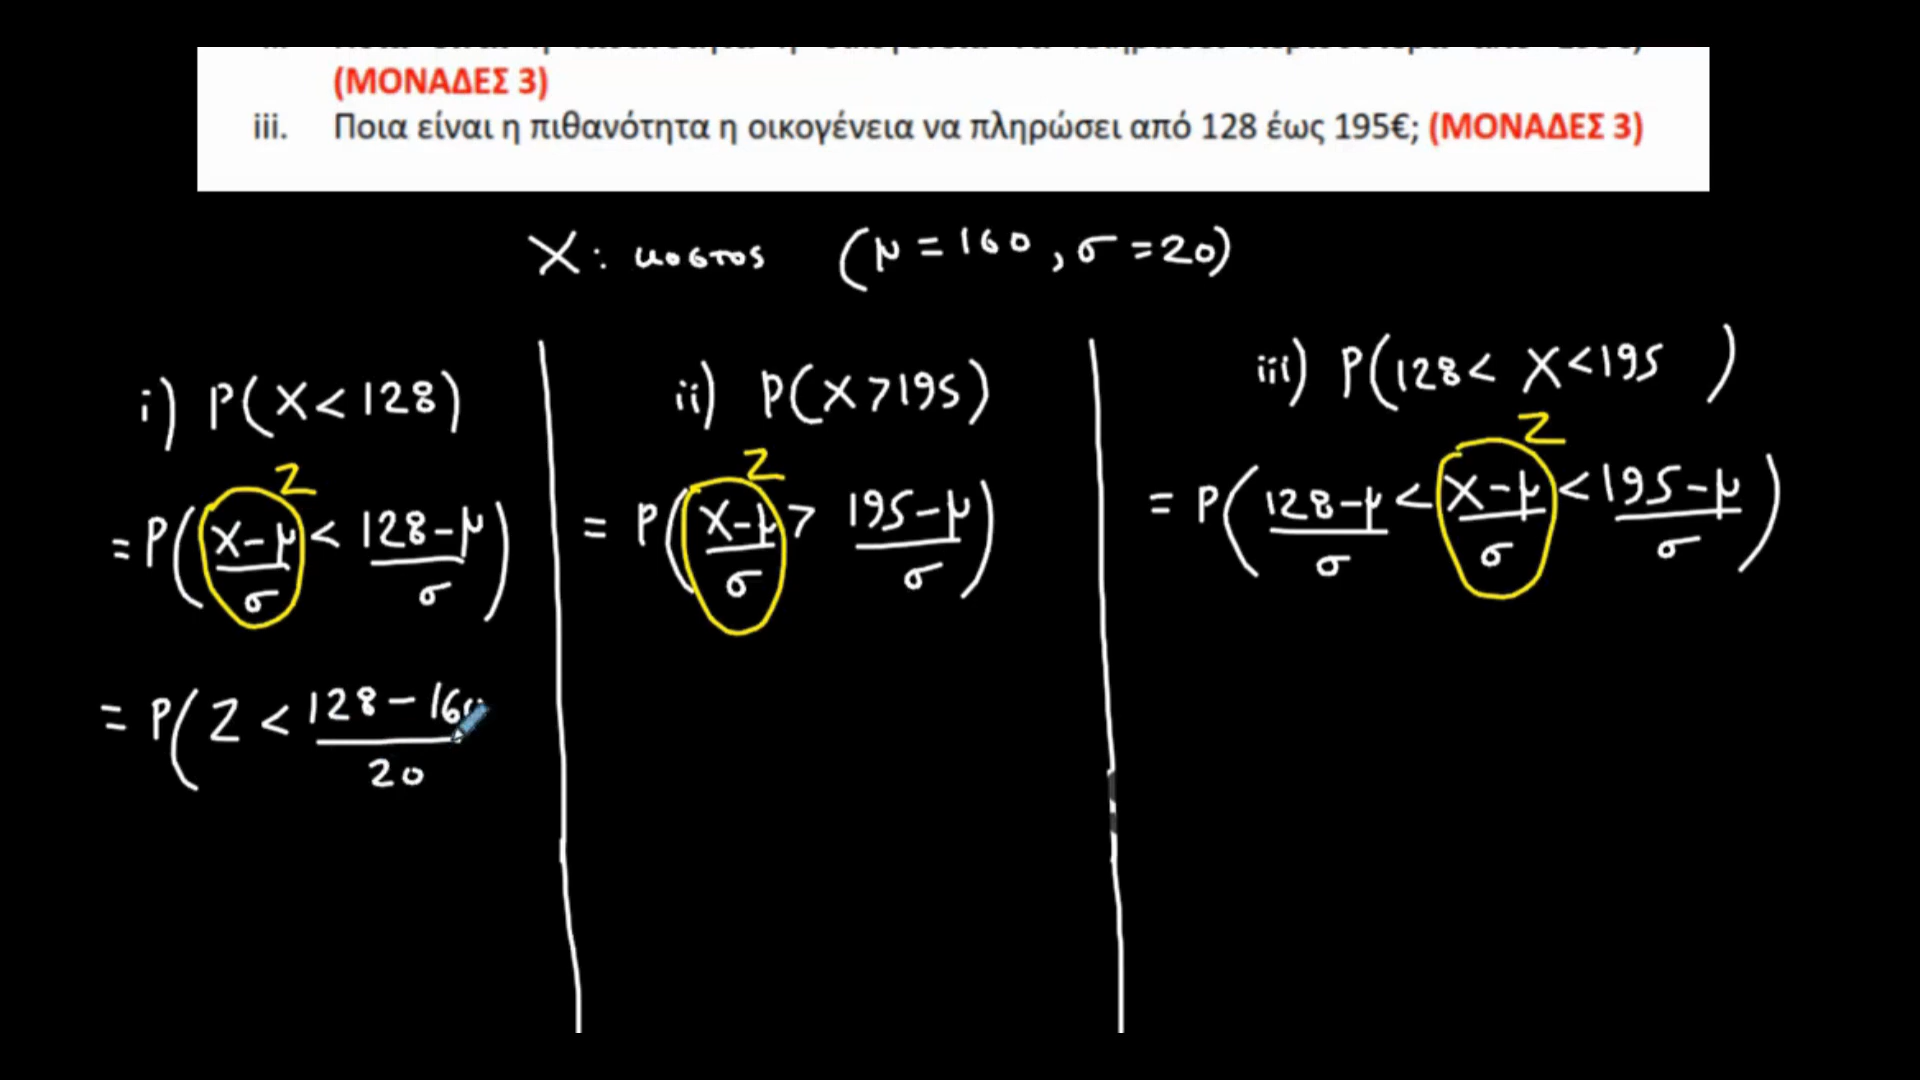 (ΜΟΝΑΔΕΣ 3)
iii. Ποια είναι η πιθανότητα η οικογένεια να πληρώσει από 128 έως 195€; (ΜΟΝΑΔΕΣ 3)
X: κοστος (μ = 160, σ = 20)
i) P(X < 128)
Z
= P((X-μ)/σ < (128-μ)/σ)
= P(Z < (128 - 160)/20
ii) P(X > 195)
Z
= P((X-μ)/σ > (195-μ)/σ)
iii) P(128 < X < 195)
Z
= P((128-μ)/σ < (X-μ)/σ < (195-μ)/σ)